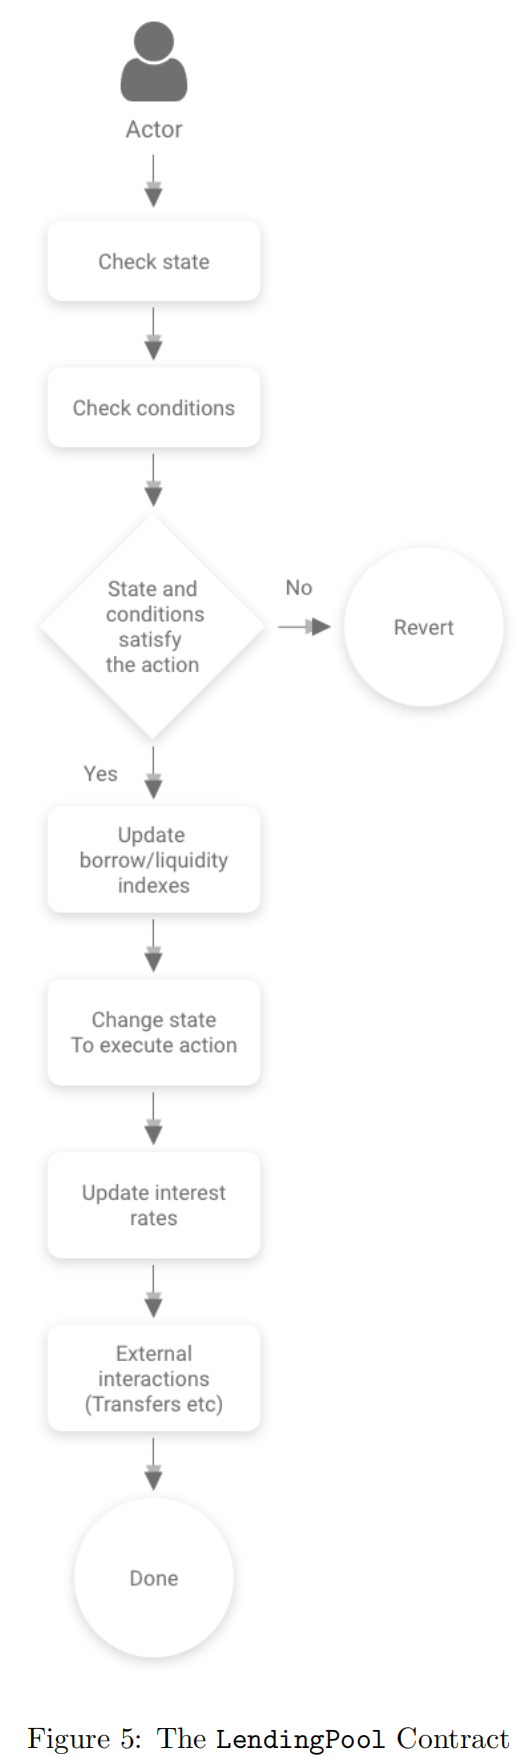 Actor
Check state
Check conditions
State and
conditions
satisfy
the action
No
Revert
Yes
Update
borrow/liquidity
indexes
Change state
To execute action
Update interest
rates
External
interactions
(Transfers etc)
Done
Figure 5: The LendingPool Contract